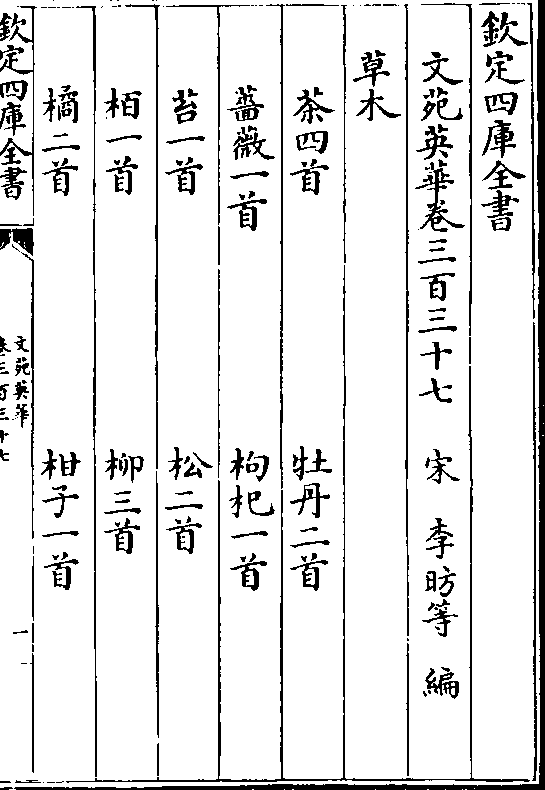 欽定四庫全書
文苑英華卷三百三十七　宋　李昉等　編
草木
茶四首　牡丹二首
薔薇一首　枸杞一首
苔一首　松二首
栢一首　柳三首
橘二首　柑子一首
欽定四庫全書
文苑英華
卷三百三十七
一